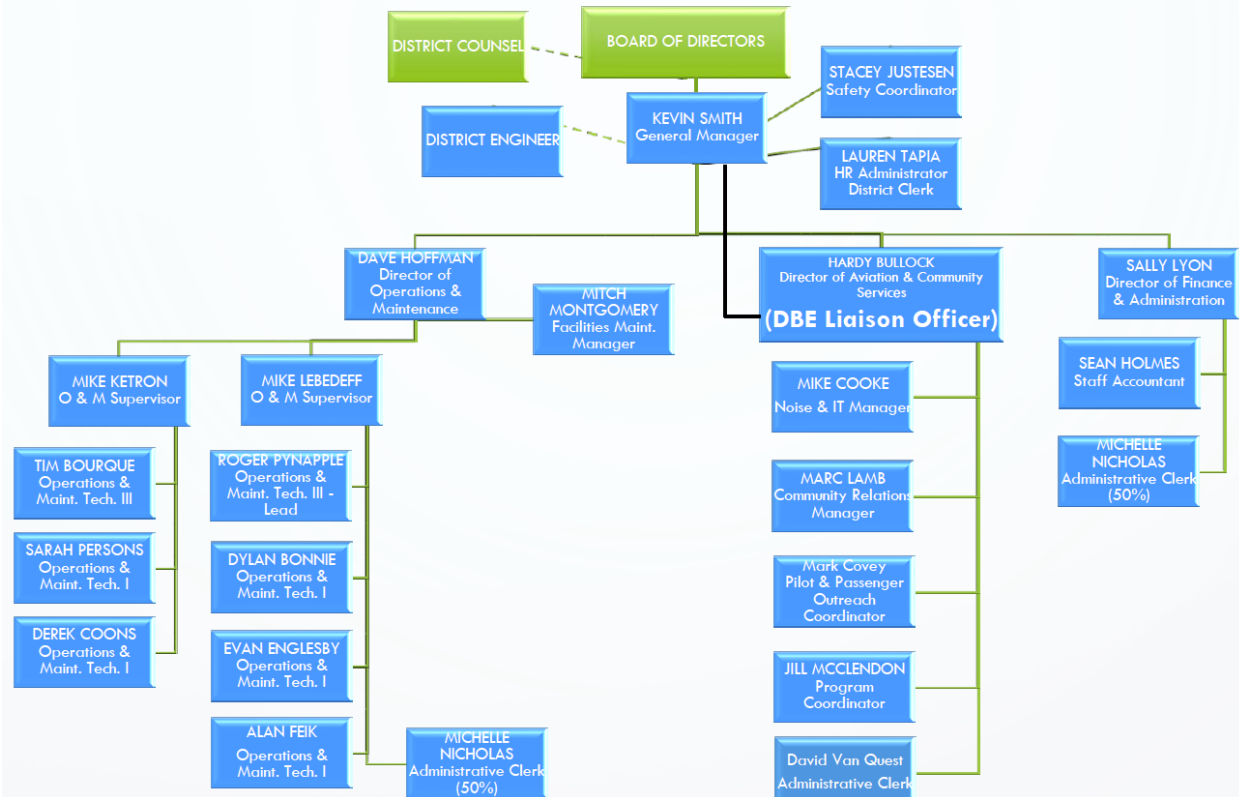 DISTRICT COUNSEL
BOARD OF DIRECTORS
STACEY JUSTESEN
Safety Coordinator
DISTRICT ENGINEER
KEVIN SMITH
General Manager
LAUREN TAPIA
HR Administrator
District Clerk
DAVE HOFFMAN
Director of
Operations &
Maintenance
MITCH
MONTGOMERY
Facilities Maint.
Manager
HARDY BULLOCK
Director of Aviation & Community
Services
(DBE Liaison Officer)
SALLY LYON
Director of Finance
& Administration
MIKE KETRON
O & M Supervisor
MIKE LEBEDEFF
O & M Supervisor
MIKE COOKE
Noise & IT Manager
SEAN HOLMES
Staff Accountant
TIM BOURQUE
Operations &
Maint. Tech. III
ROGER PYNAPPLE
Operations &
Maint. Tech. III -
Lead
MARC LAMB
Community Relations
Manager
MICHELLE
NICHOLAS
Administrative Clerk
(50%)
SARAH PERSONS
Operations &
Maint. Tech. I
DYLAN BONNIE
Operations &
Maint. Tech. I
Mark Covey
Pilot & Passenger
Outreach
Coordinator
DEREK COONS
Operations &
Maint. Tech. I
EVAN ENGLESBY
Operations &
Maint. Tech. I
JILL MCCLENDON
Program
Coordinator
ALAN FEIK
Operations &
Maint. Tech. I
MICHELLE
NICHOLAS
Administrative Clerk
(50%)
David Van Quest
Administrative Clerk